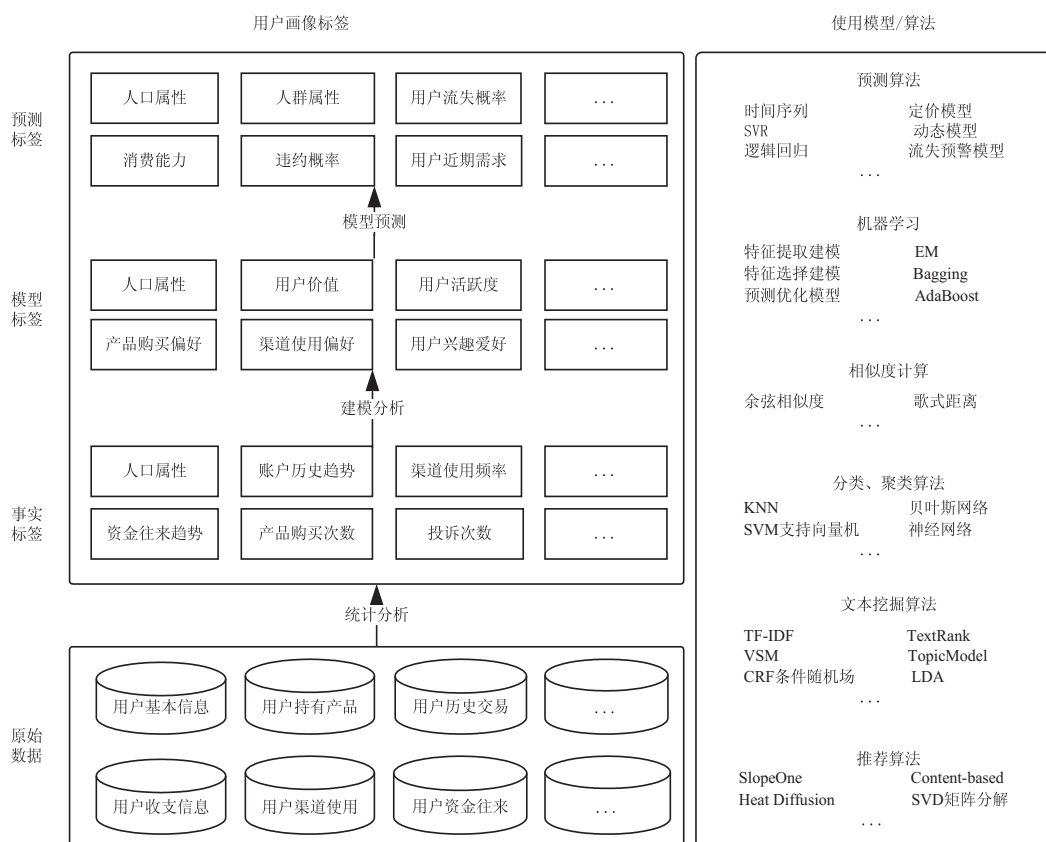 用户画像标签
预测
标签
人口属性
人群属性
用户流失概率
...
消费能力
违约概率
用户近期需求
...
模型预测
模型
标签
人口属性
用户价值
用户活跃度
...
产品购买偏好
渠道使用偏好
用户兴趣爱好
...
建模分析
事实
标签
人口属性
账户历史趋势
渠道使用频率
...
资金往来趋势
产品购买次数
投诉次数
...
统计分析
原始
数据
用户基本信息
用户持有产品
用户历史交易
...
用户收支信息
用户渠道使用
用户资金往来
...
使用模型/算法
预测算法
时间序列 定价模型
SVR 动态模型
逻辑回归 流失预警模型
...
机器学习
特征提取建模 EM
特征选择建模 Bagging
预测优化模型 AdaBoost
...
相似度计算
余弦相似度 歌式距离
...
分类、聚类算法
KNN 贝叶斯网络
SVM支持向量机 神经网络
...
文本挖掘算法
TF-IDF TextRank
VSM TopicModel
CRF条件随机场 LDA
...
推荐算法
SlopeOne Content-based
Heat Diffusion SVD矩阵分解
...